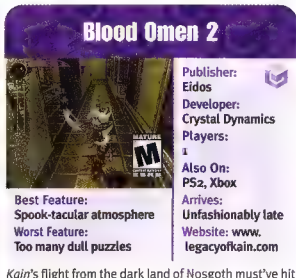 Blood Omen 2
MATURE
M
Best Feature:
Spook-tacular atmosphere
Worst Feature:
Too many dull puzzles
Publisher:
Eidos
Developer:
Crystal Dynamics
Players:
1
Also On:
PS2, Xbox
Arrives:
Unfashionably late
Website: www.
legacyofkain.com
Kain's flight from the dark land of Nosgoth must've hit